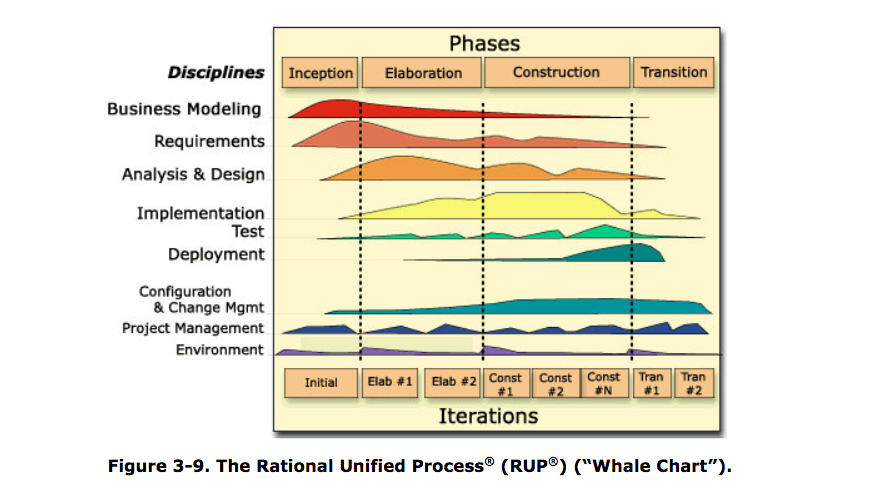 Phases
Disciplines
Inception
Elaboration
Construction
Transition
Business Modeling
Requirements
Analysis & Design
Implementation
Test
Deployment
Configuration
& Change Mgmt
Project Management
Environment
Initial
Elab #1
Elab #2
Const
#1
Const
#2
Const
#N
Tran
#1
Tran
#2
Iterations
Figure 3-9. The Rational Unified Process® (RUP®) (“Whale Chart”).